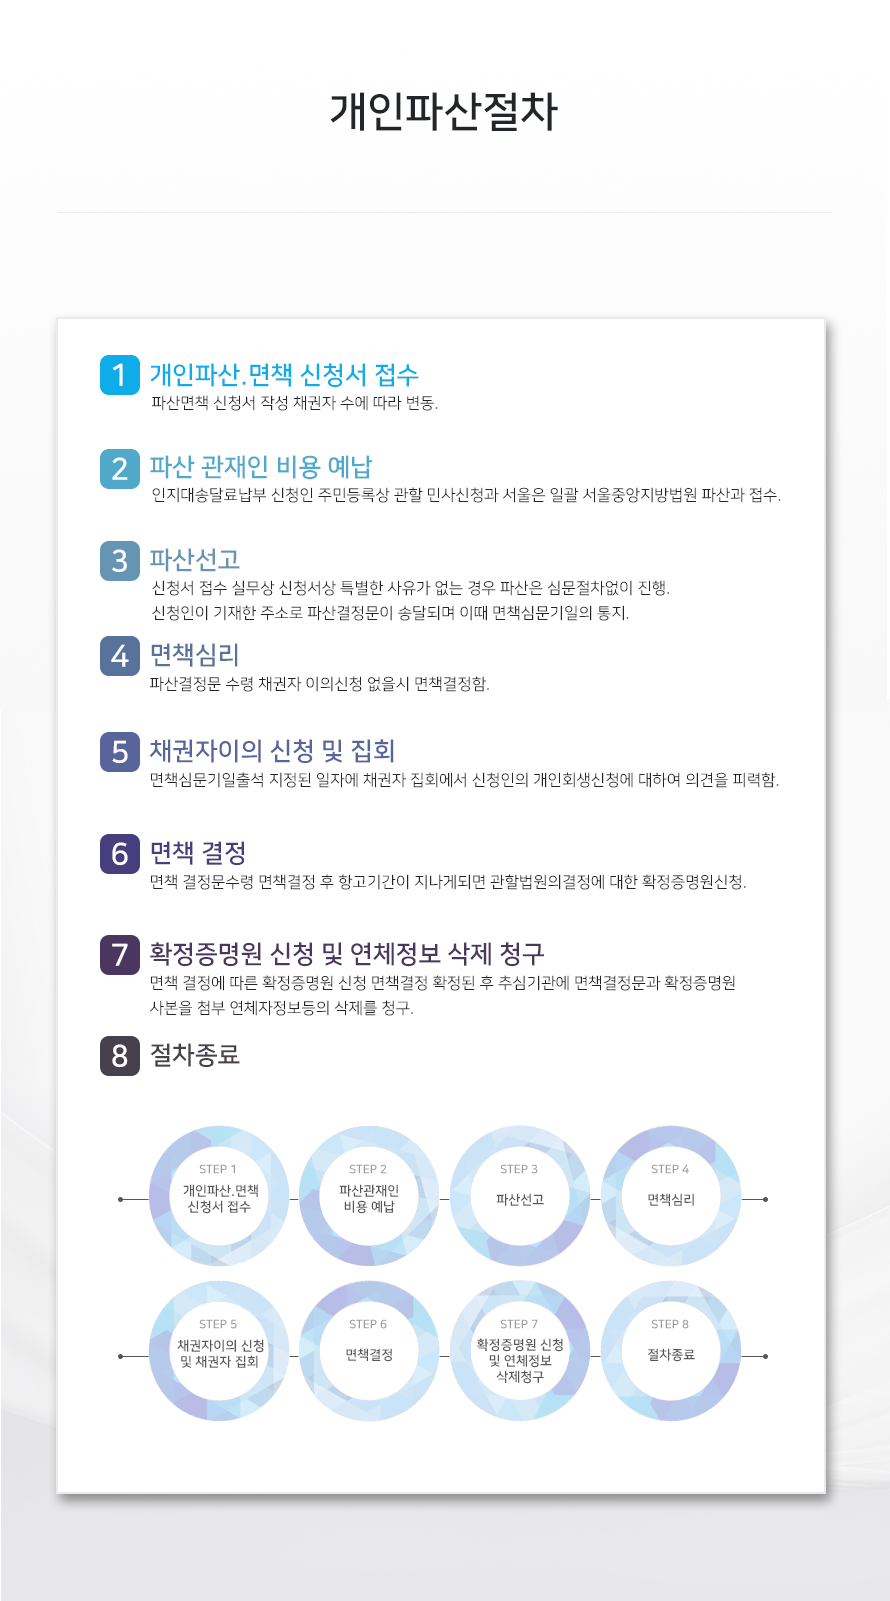 개인파산절차
1 개인파산.면책 신청서 접수
파산면책 신청서 작성 채권자 수에 따라 변동.
2 파산 관재인 비용 예납
인지대송달료납부 신청인 주민등록상 관할 민사신청과 서울은 일괄 서울중앙지방법원 파산과 접수.
3 파산선고
신청서 접수 실무상 신청서상 특별한 사유가 없는 경우 파산은 심문절차없이 진행.
신청인이 기재한 주소로 파산결정문이 송달되며 이때 면책심문기일의 통지.
4 면책심리
파산결정문 수령 채권자 이의신청 없을시 면책결정함.
5 채권자이의 신청 및 집회
면책심문기일출석 지정된 일자에 채권자 집회에서 신청인의 개인회생신청에 대하여 의견을 피력함.
6 면책 결정
면책 결정문수령 면책결정 후 항고기간이 지나게되면 관할법원의결정에 대한 확정증명원신청.
7 확정증명원 신청 및 연체정보 삭제 청구
면책 결정에 따른 확정증명원 신청 면책결정 확정된 후 추심기관에 면책결정문과 확정증명원
사본을 첨부 연체자정보등의 삭제를 청구.
8 절차종료
STEP 1
개인파산.면책
신청서 접수
STEP 2
파산관재인
비용 예납
STEP 3
파산선고
STEP 4
면책심리
STEP 5
채권자이의 신청
및 채권자 집회
STEP 6
면책결정
STEP 7
확정증명원 신청
및 연체정보
삭제청구
STEP 8
절차종료